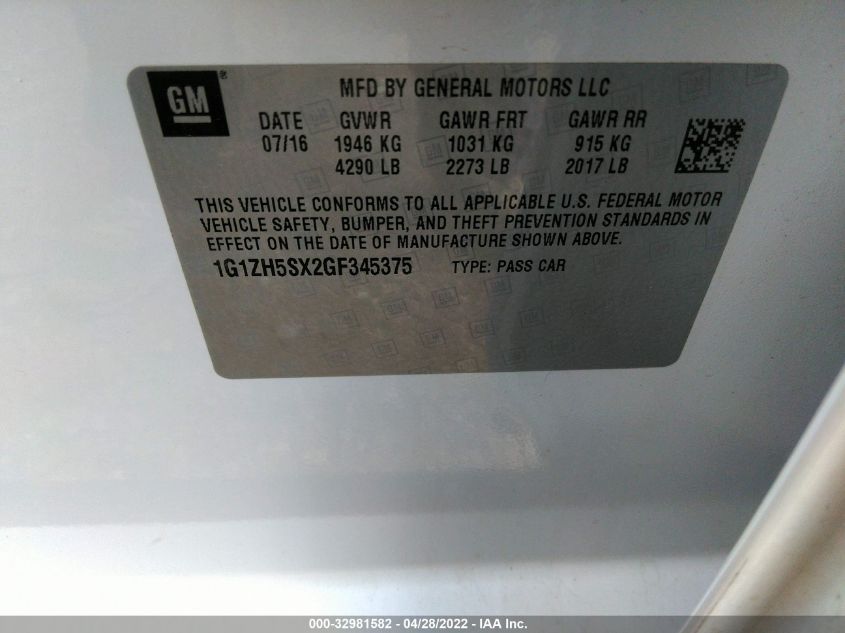 GM®
MFD BY GENERAL MOTORS LLC
DATE GVWR GAWR FRT GAWR RR
07/16 1946 KG 1031 KG 915 KG
4290 LB 2273 LB 2017 LB
THIS VEHICLE CONFORMS TO ALL APPLICABLE U.S. FEDERAL MOTOR
VEHICLE SAFETY, BUMPER, AND THEFT PREVENTION STANDARDS IN
EFFECT ON THE DATE OF MANUFACTURE SHOWN ABOVE.
1G1ZH5SX2GF345375 TYPE: PASS CAR
000-32981582 - 04/28/2022 - IAA Inc.